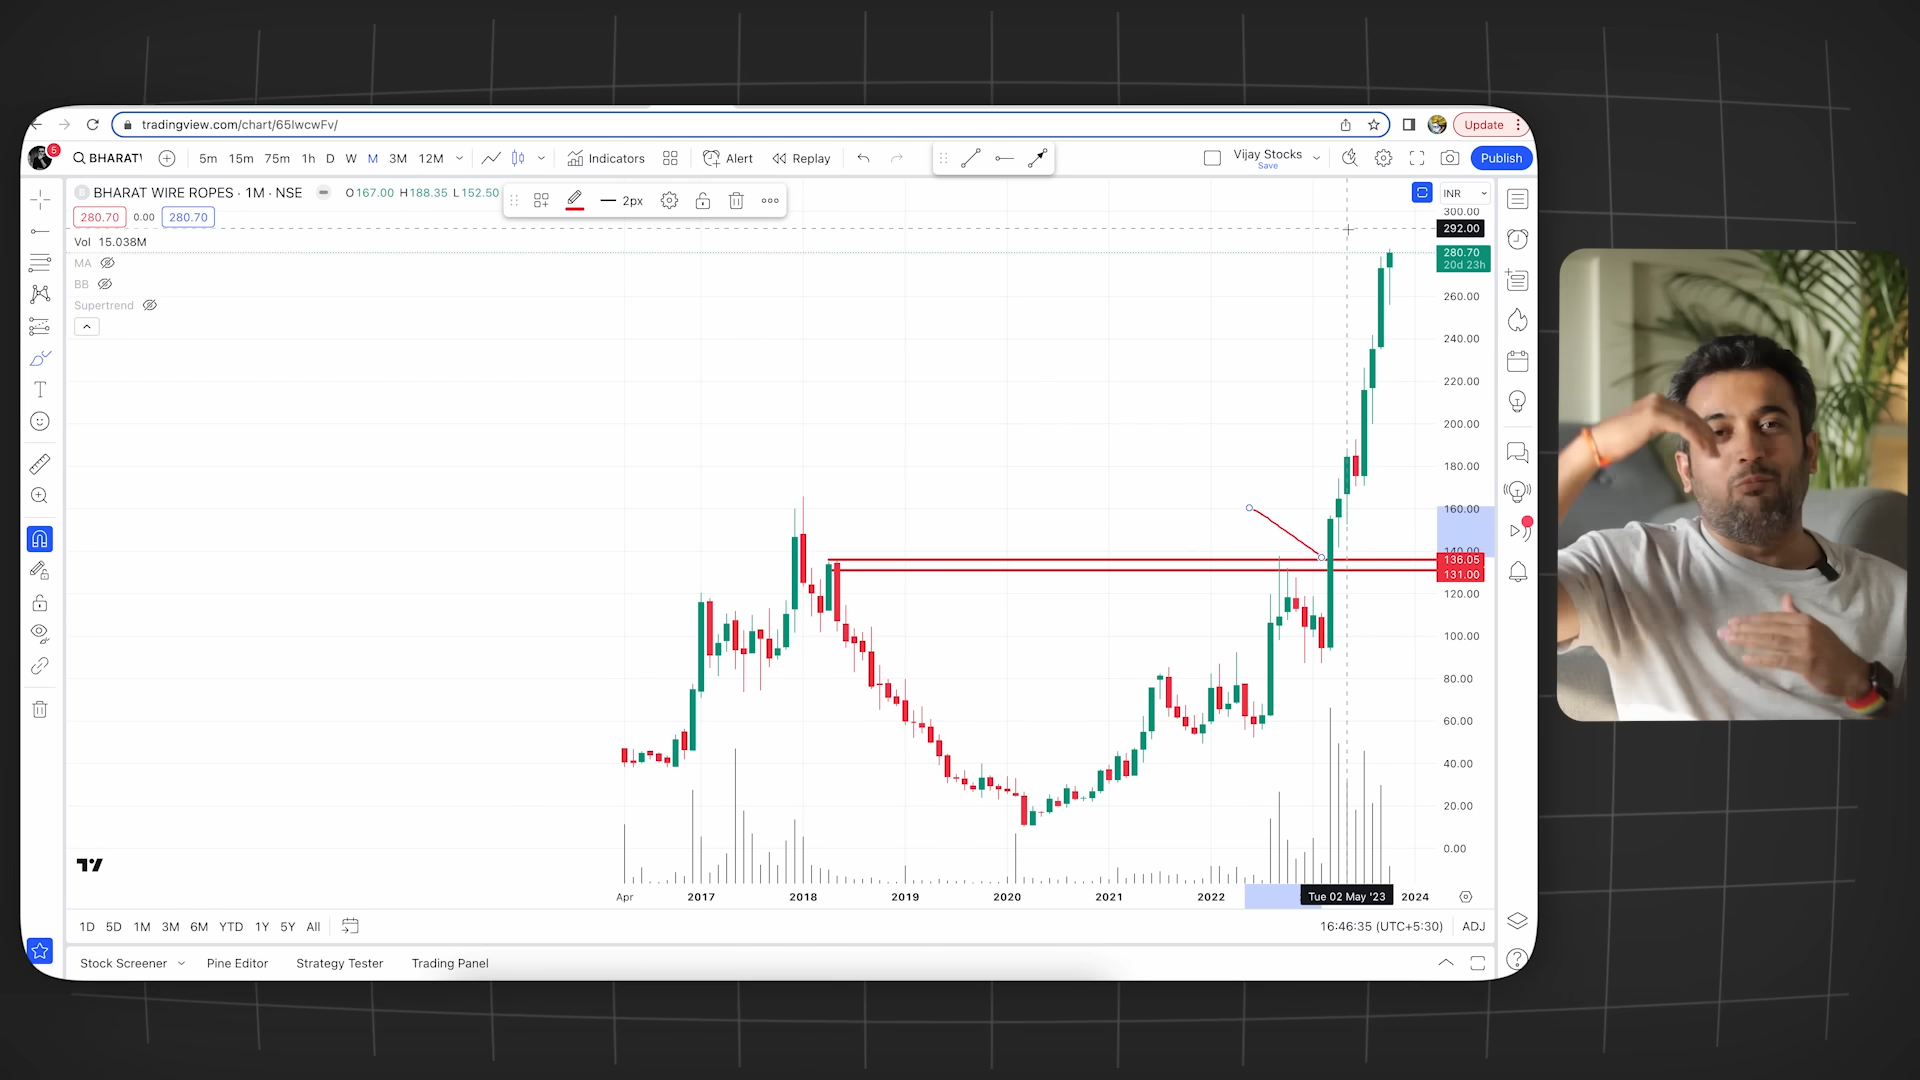 tradingview.com/chart/65IwcwFv/
Update
5
BHARAT
5m 15m 75m 1h D W M 3M 12M
Indicators
Alert
Replay
Vijay Stocks
Save
Publish
BHARAT WIRE ROPES · 1M · NSE
O167.00 H188.35 L152.50
2px
INR
280.70 0.00 280.70
Vol 15.038M
MA
BB
Supertrend
300.00
292.00
280.70
20d 23h
260.00
240.00
220.00
200.00
180.00
160.00
140.00
136.05
131.00
120.00
100.00
80.00
60.00
40.00
20.00
0.00
Apr 2017 2018 2019 2020 2021 2022 Tue 02 May '23 2024
1D 5D 1M 3M 6M YTD 1Y 5Y All
16:46:35 (UTC+5:30) ADJ
Stock Screener Pine Editor Strategy Tester Trading Panel